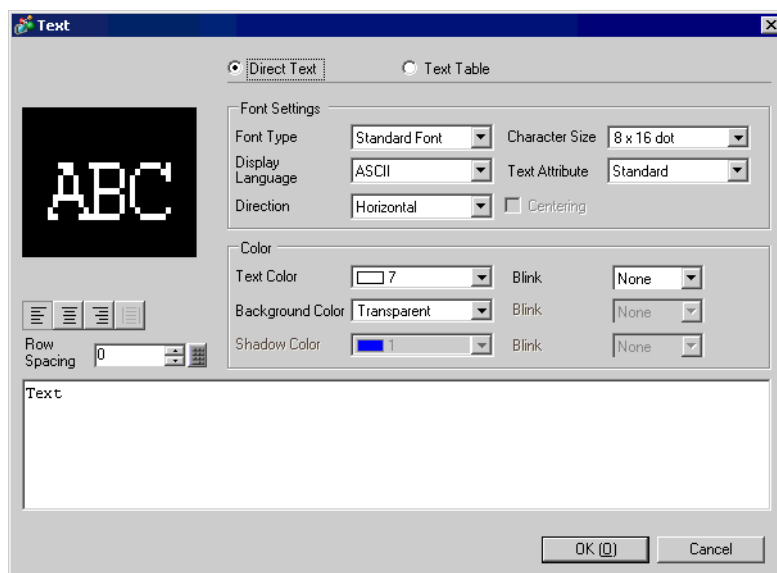 Text
Direct Text Text Table
ABC
Font Settings
Font Type Standard Font Character Size 8 x 16 dot
Display
Language ASCII Text Attribute Standard
Direction Horizontal Centering
Color
Text Color 7 Blink None
Background Color Transparent Blink None
Shadow Color 1 Blink None
Row
Spacing 0
Text
OK (O) Cancel